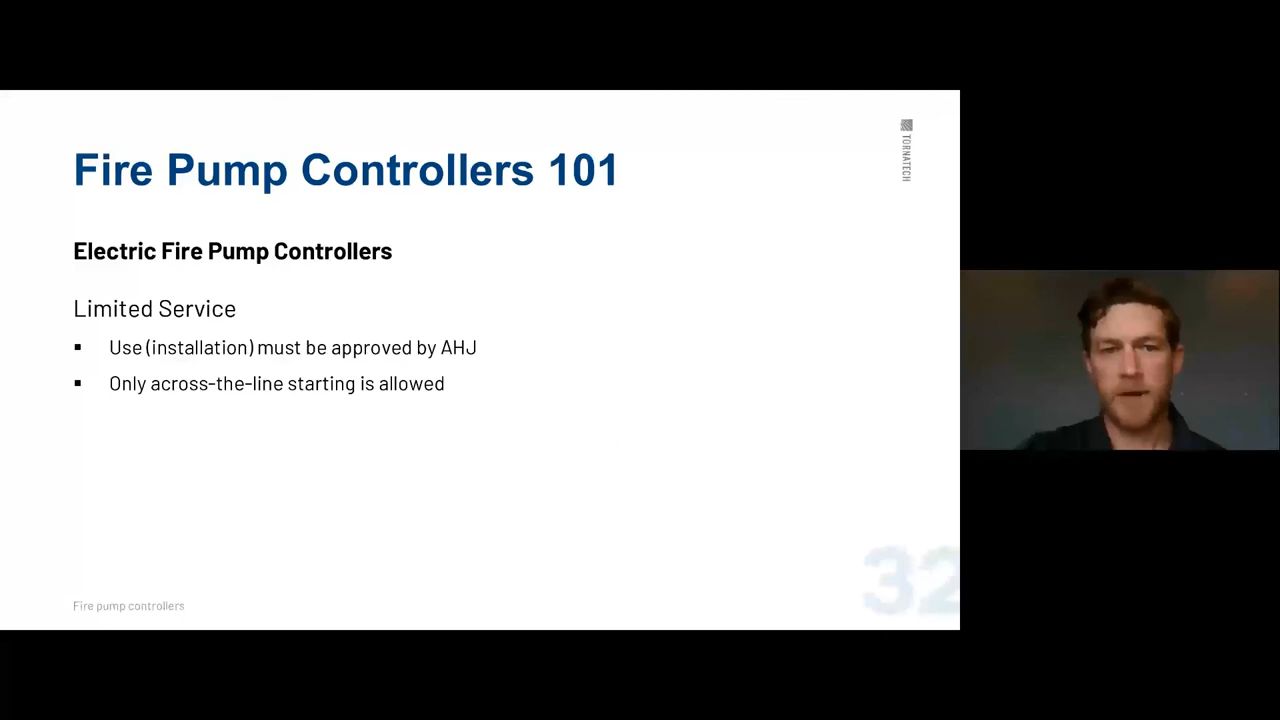 Fire Pump Controllers 101
TORNATECH
Electric Fire Pump Controllers
Limited Service
▪ Use (installation) must be approved by AHJ
▪ Only across-the-line starting is allowed
32
Fire pump controllers